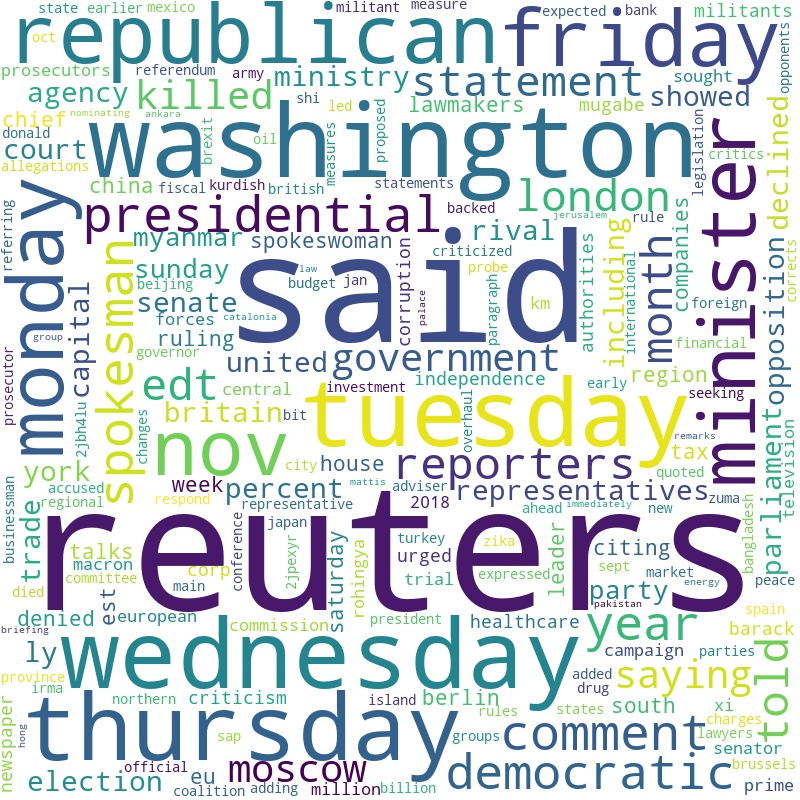 state earlier mexico
militant measure
expected bank
militants
oct
republican
friday
opponents
prosecutors
referendum
army
ministry
statement
sought
agency
killed
shi
led
proposed
lawmakers
mugabe
showed
chief
nominating
ankara
donald
court
brexit
oil
measures
washington
legislation
critics
allegations
china
fiscal
kurdish
british
statements
london
minister
declined
referring
monday
presidential
backed
jerusalem
rule
myanmar
spokeswoman
rival
including
month
companies
opposition
corrects
spokesman
sunday
beijing
law
budget
jan
said
corruption
criticized
probe
paragraph
km
authorities
international
foreign
senate
forces
catalonia
palace
capital
ruling
governor
united
government
financial
group
edt
central
investment
independence
early
region
seeking
prosecutor
2jbh4lu
changes
britain
bit
tuesday
overhaul
remarks
television
parliament
nov
city
house
reporters
quoted
tax
york
accused
regional
respond
week
percent
mattis
adviser
representatives
zuma
businessman
trade
representative
2018
ahead
immediately
new
bangladesh
reuters
talks
macron
committee
corp
conference
japan
2jpexyr
saturday
rohingya
turkey
urged
trial
zika
expressed
leader
citing
sept
market
energy
peace
died
main
est
pakistan
party
spain
denied
european
commission
president
healthcare
year
barack
briefing
ly
wednesday
campaign
parties
told
province
irma
added
drug
saying
newspaper
northern
criticism
island
berlin
rules
states
south
xi
charges
hong
thursday
sap
groups
comment
lawyers
senator
brussels
official
moscow
election
eu
coalition
adding
million
billion
democratic
prime